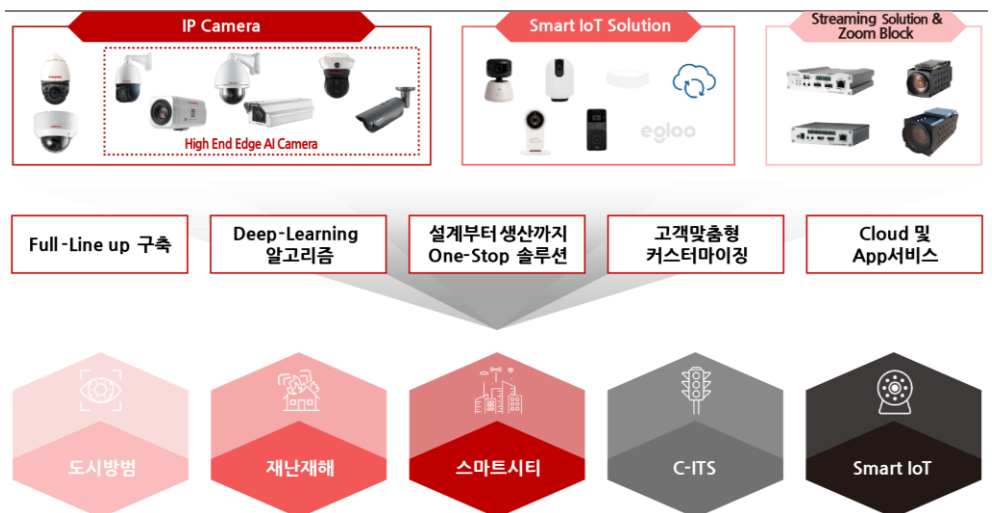 IP Camera
Smart IoT Solution
Streaming Solution &
Zoom Block
egloo
High End Edge AI Camera
Full-Line up 구축
Deep-Learning
알고리즘
설계부터 생산까지
One-Stop 솔루션
고객맞춤형
커스터마이징
Cloud 및
App서비스
도시방범
재난재해
스마트시티
C-ITS
Smart IoT